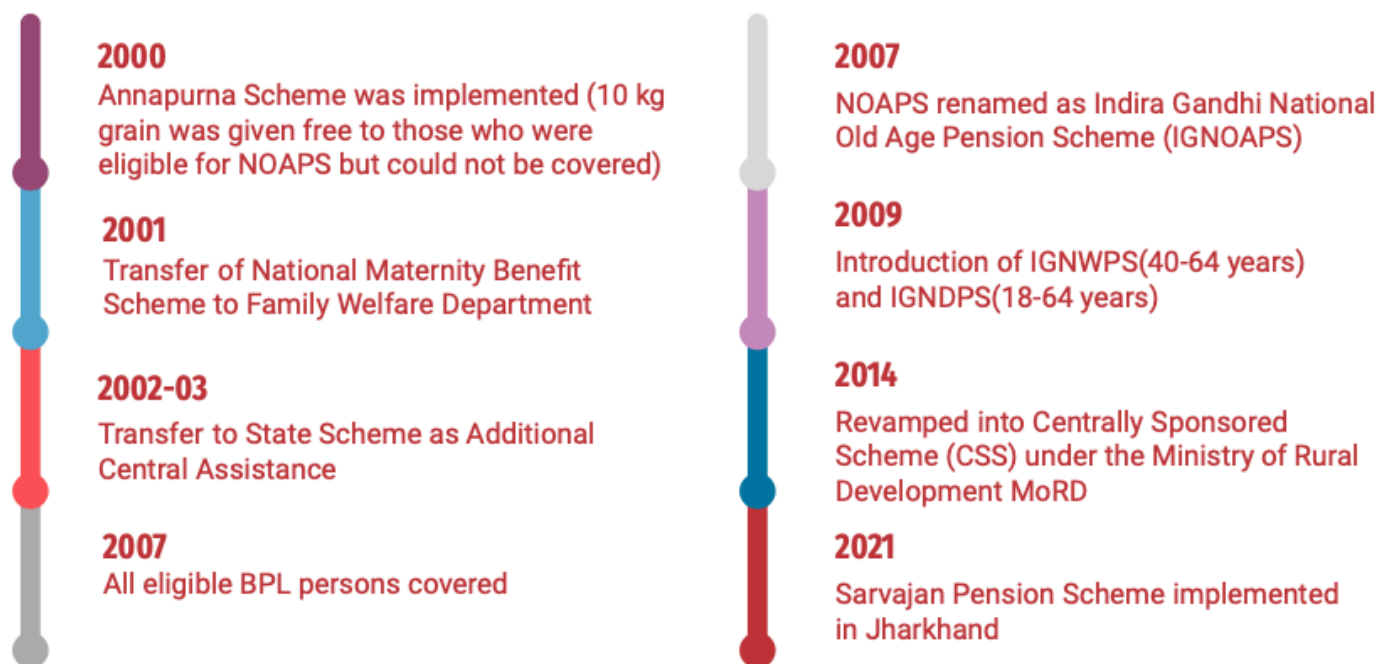 2000
Annapurna Scheme was implemented (10 kg
grain was given free to those who were
eligible for NOAPS but could not be covered)
2001
Transfer of National Maternity Benefit
Scheme to Family Welfare Department
2002-03
Transfer to State Scheme as Additional
Central Assistance
2007
All eligible BPL persons covered
2007
NOAPS renamed as Indira Gandhi National
Old Age Pension Scheme (IGNOAPS)
2009
Introduction of IGNWPS(40-64 years)
and IGNDPS(18-64 years)
2014
Revamped into Centrally Sponsored
Scheme (CSS) under the Ministry of Rural
Development MoRD
2021
Sarvajan Pension Scheme implemented
in Jharkhand